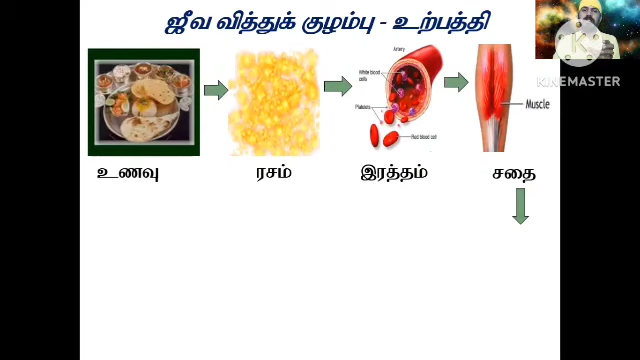 ஜீவ வித்துக் குழம்பு - உற்பத்தி
KINEMASTER
Artery
White blood
cells
Platelets
Red blood cell
Muscle
உணவு
ரசம்
இரத்தம்
சதை